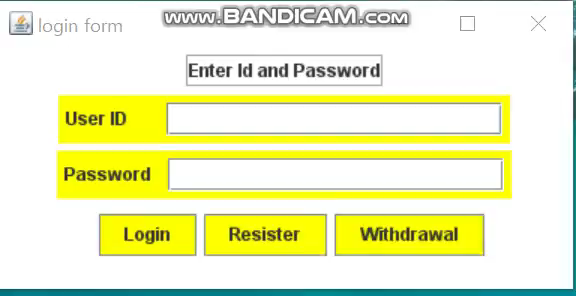 login form
www.BANDICAM.com
Enter Id and Password
User ID
Password
Login Resister Withdrawal